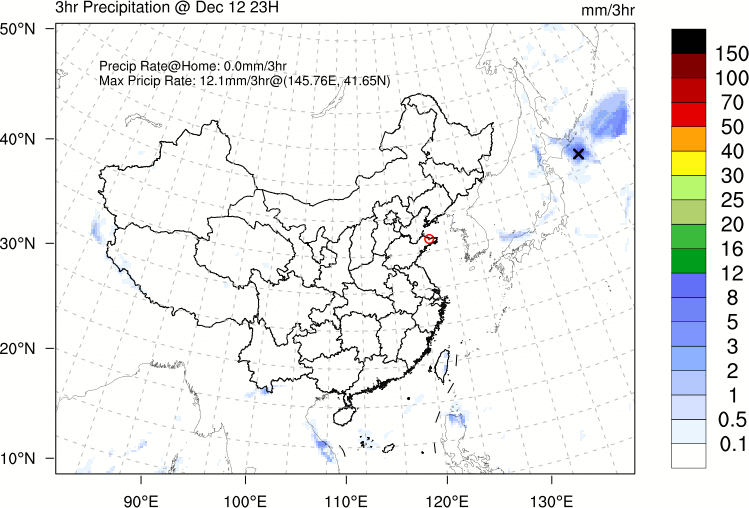 3hr Precipitation @ Dec 12 23H
mm/3hr
Precip Rate@Home: 0.0mm/3hr
Max Pricip Rate: 12.1mm/3hr@(145.76E, 41.65N)
50°N
40°N
30°N
20°N
10°N
90°E
100°E
110°E
120°E
130°E
150
100
70
50
40
30
25
20
16
12
8
5
3
2
1
0.5
0.1